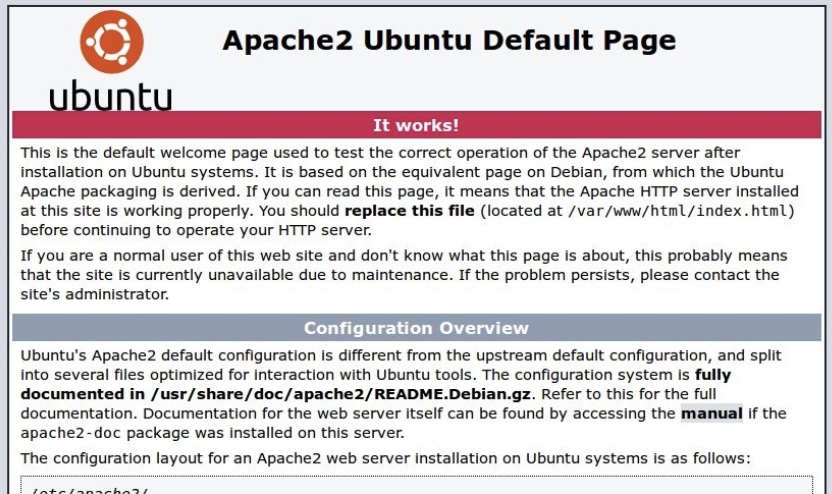 Apache2 Ubuntu Default Page
ubuntu
It works!
This is the default welcome page used to test the correct operation of the Apache2 server after
installation on Ubuntu systems. It is based on the equivalent page on Debian, from which the Ubuntu
Apache packaging is derived. If you can read this page, it means that the Apache HTTP server installed
at this site is working properly. You should replace this file (located at /var/www/html/index.html)
before continuing to operate your HTTP server.
If you are a normal user of this web site and don't know what this page is about, this probably means
that the site is currently unavailable due to maintenance. If the problem persists, please contact the
site's administrator.
Configuration Overview
Ubuntu's Apache2 default configuration is different from the upstream default configuration, and split
into several files optimized for interaction with Ubuntu tools. The configuration system is fully
documented in /usr/share/doc/apache2/README.Debian.gz. Refer to this for the full
documentation. Documentation for the web server itself can be found by accessing the manual if the
apache2-doc package was installed on this server.
The configuration layout for an Apache2 web server installation on Ubuntu systems is as follows:
/etc/apache2/